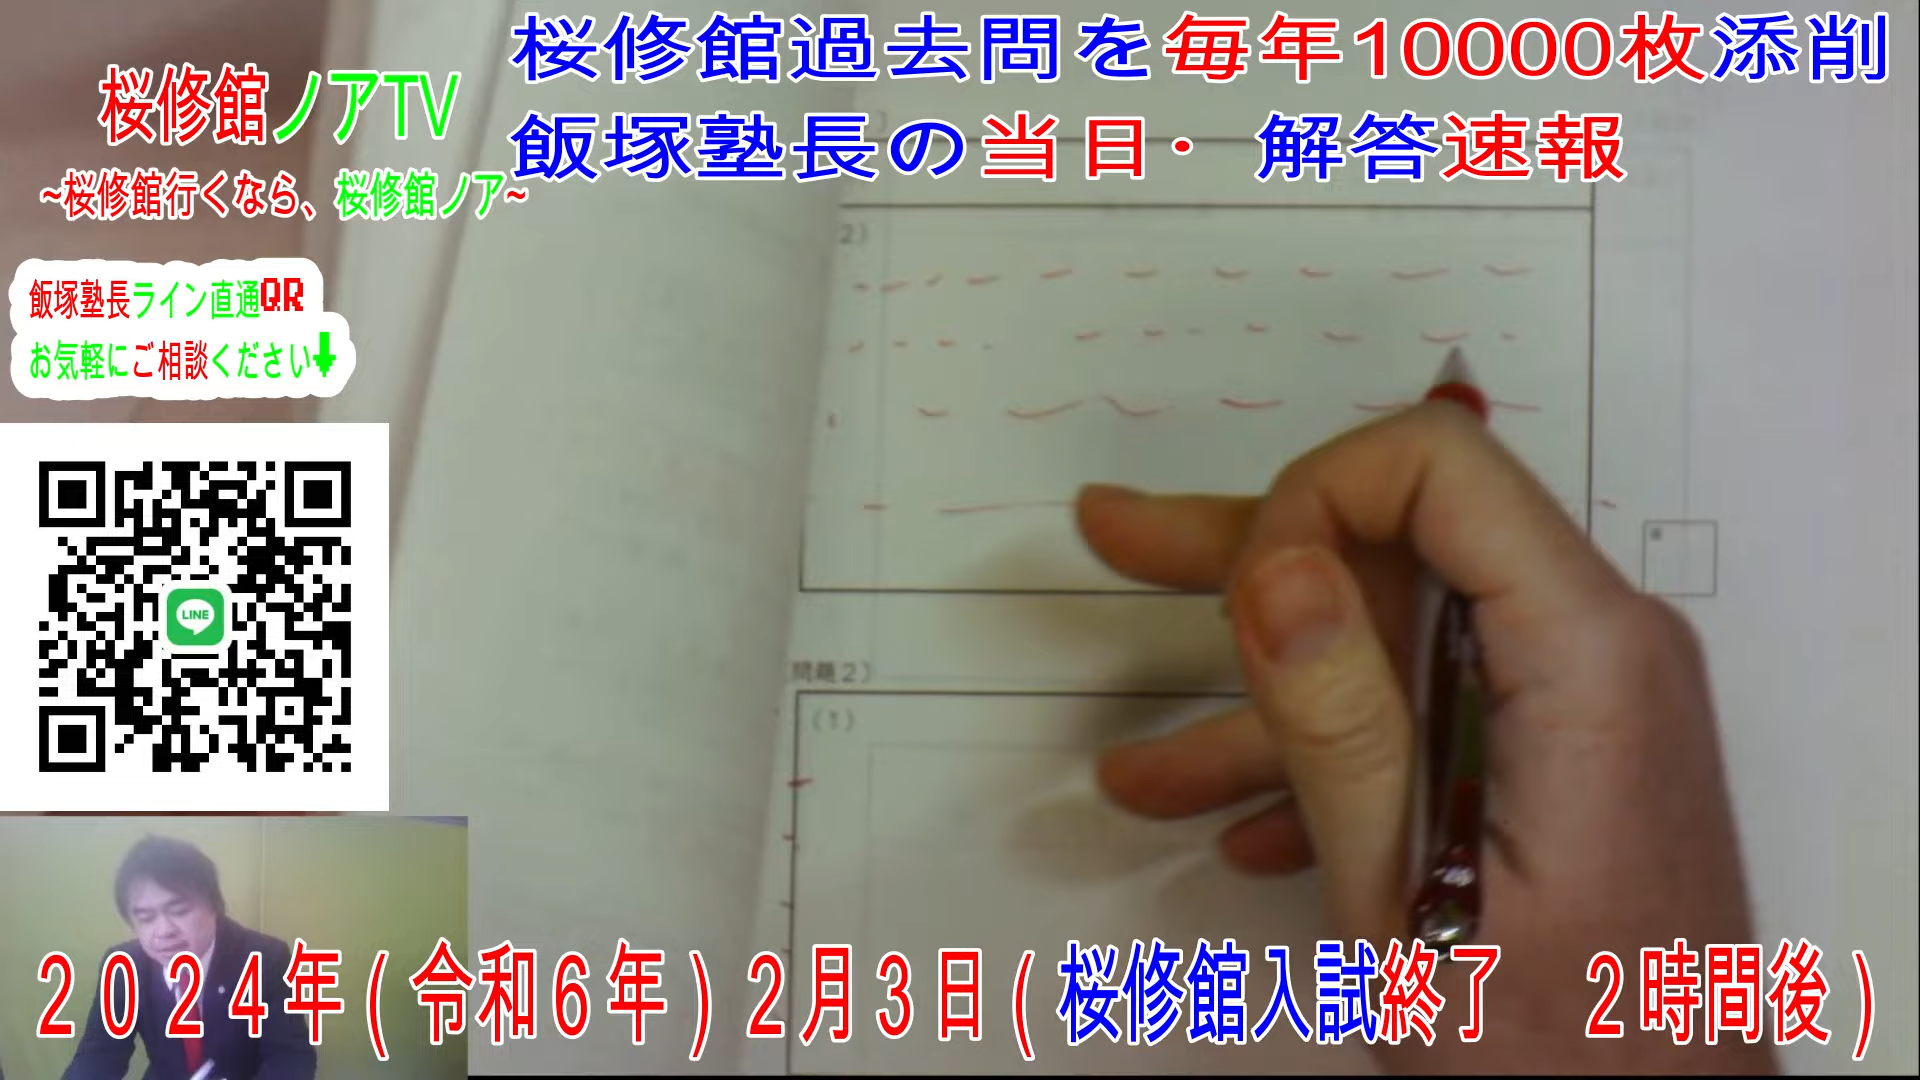 桜修館過去問を毎年10000枚添削
飯塚塾長の当日・解答速報
桜修館ノアTV
~桜修館行くなら、桜修館ノア~
飯塚塾長ライン直通QR
お気軽にご相談ください⬇
LINE
2)
問題2)
(1)
2024年(令和6年)2月3日(桜修館入試終了 2時間後)